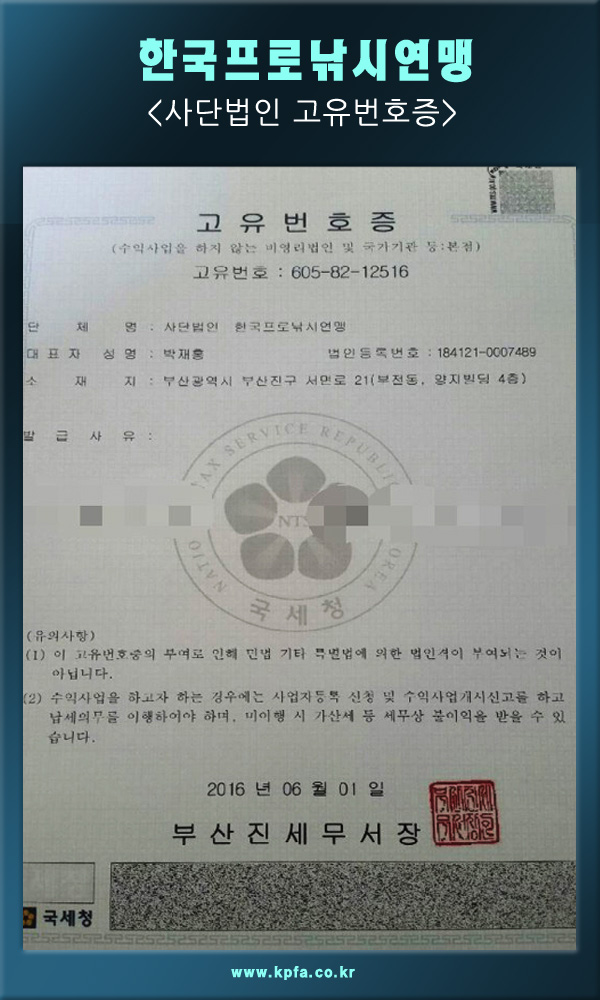 한국프로낚시연맹
<사단법인 고유번호증>
고유번호증
(수익사업을 하지 않는 비영리법인 및 국가기관 등:본점)
고유번호 : 605-82-12516
단 체 명 : 사단법인 한국프로낚시연맹
대표자 성명 : 박재홍 법인등록번호 : 184121-0007489
소 재 지 : 부산광역시 부산진구 서면로 21(부전동, 양지빌딩 4층)
발 급 사 유 :
TAX SERVICE REPUBLIC
NTS
NATIO OREA
국세청
(유의사항)
(1) 이 고유번호증의 부여로 인해 민법 기타 특별법에 의한 법인격이 부여되는 것이
아닙니다.
(2) 수익사업을 하고자 하는 경우에는 사업자등록 신청 및 수익사업개시신고를 하고
납세의무를 이행하여야 하며, 미이행 시 가산세 등 세무상 불이익을 받을 수 있
습니다.
2016 년 06 월 01 일
부산진세무서장
국세청
www.kpfa.co.kr